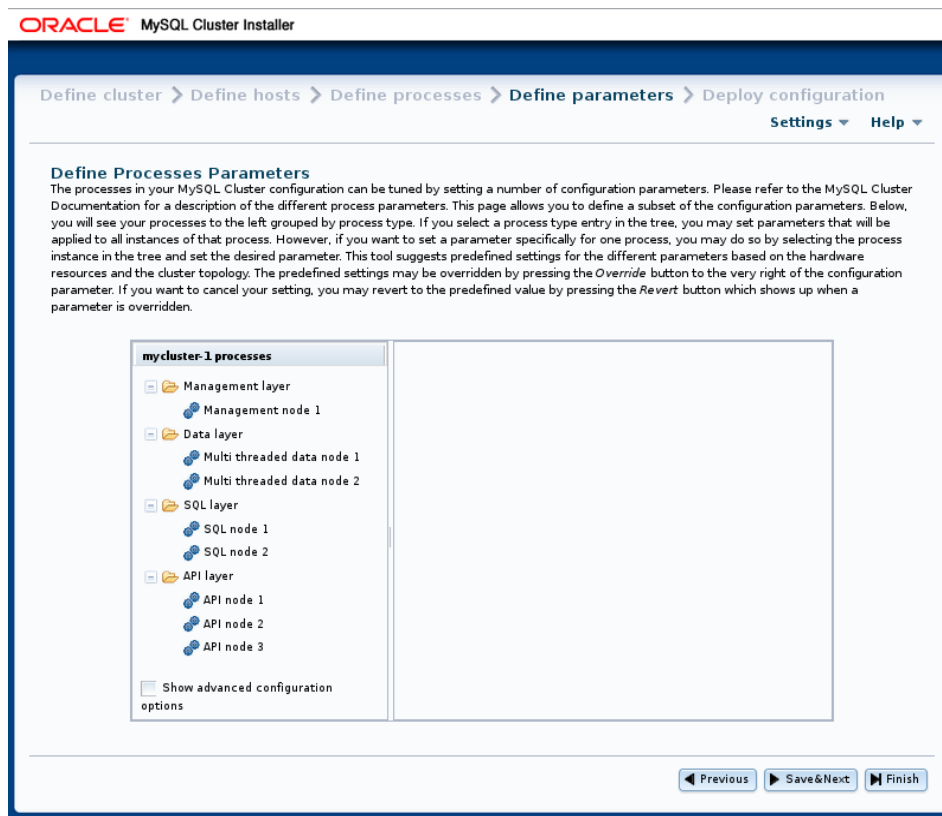 ORACLE MySQL Cluster Installer
Define cluster Define hosts Define processes Define parameters Deploy configuration
Settings Help
Define Processes Parameters
The processes in your MySQL Cluster configuration can be tuned by setting a number of configuration parameters. Please refer to the MySQL Cluster
Documentation for a description of the different process parameters. This page allows you to define a subset of the configuration parameters. Below,
you will see your processes to the left grouped by process type. If you select a process type entry in the tree, you may set parameters that will be
applied to all instances of that process. However, if you want to set a parameter specifically for one process, you may do so by selecting the process
instance in the tree and set the desired parameter. This tool suggests predefined settings for the different parameters based on the hardware
resources and the cluster topology. The predefined settings may be overridden by pressing the Override button to the very right of the configuration
parameter. If you want to cancel your setting, you may revert to the predefined value by pressing the Revert button which shows up when a
parameter is overridden.
mycluster-1 processes
Management layer
Management node 1
Data layer
Multi threaded data node 1
Multi threaded data node 2
SQL layer
SQL node 1
SQL node 2
API layer
API node 1
API node 2
API node 3
Show advanced configuration
options
Previous Save&Next Finish